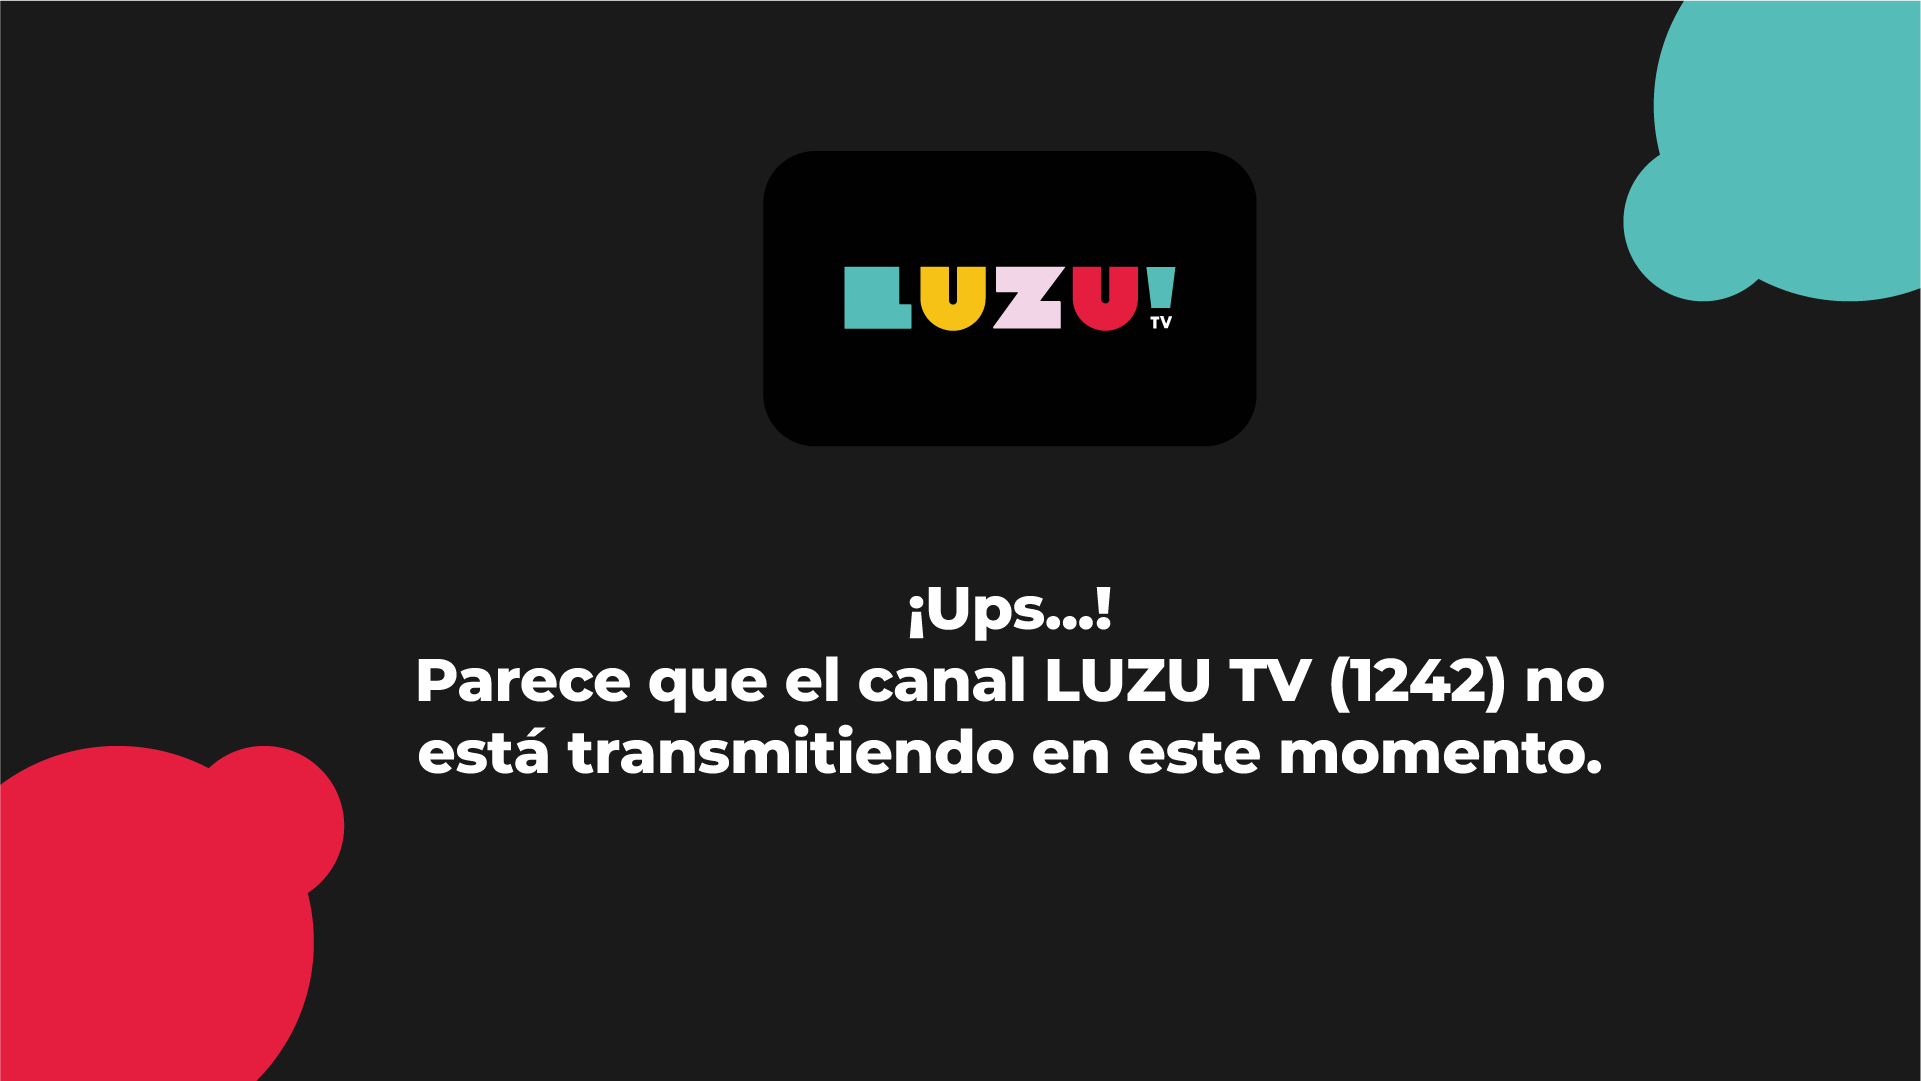 LUZU!
TV
¡Ups...!
Parece que el canal LUZU TV (1242) no
está transmitiendo en este momento.